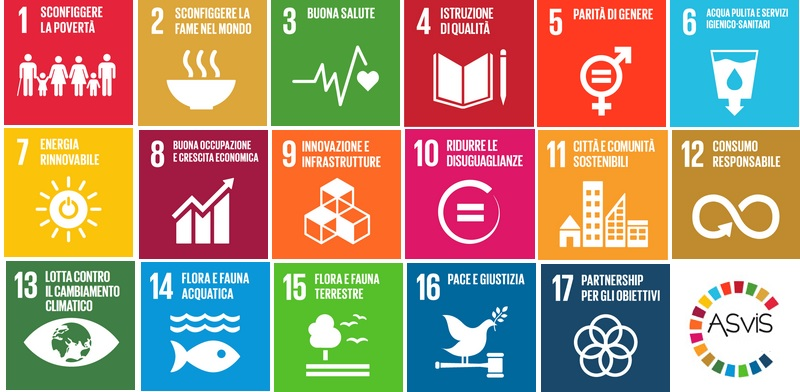 1 SCONFIGGERE
LA POVERTÀ
2 SCONFIGGERE LA
FAME NEL MONDO
3 BUONA SALUTE
4 ISTRUZIONE
DI QUALITÀ
5 PARITÀ DI GENERE
6 ACQUA PULITA E SERVIZI
IGIENICO-SANITARI
7 ENERGIA
RINNOVABILE
8 BUONA OCCUPAZIONE
E CRESCITA ECONOMICA
9 INNOVAZIONE E
INFRASTRUTTURE
10 RIDURRE LE
DISUGUAGLIANZE
11 CITTÀ E COMUNITÀ
SOSTENIBILI
12 CONSUMO
RESPONSABILE
13 LOTTA CONTRO
IL CAMBIAMENTO
CLIMATICO
14 FLORA E FAUNA
ACQUATICA
15 FLORA E FAUNA
TERRESTRE
16 PACE E GIUSTIZIA
17 PARTNERSHIP
PER GLI OBIETTIVI
ASviS